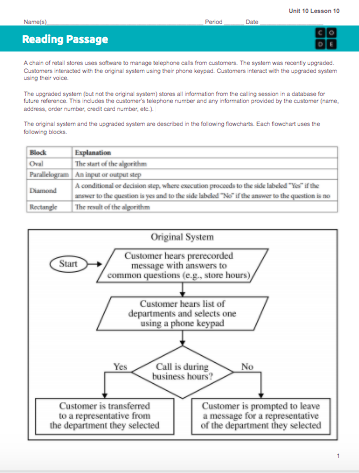 Unit 10 Lesson 10
Name(s) Period Date
Reading Passage
C O
D E
A chain of retail stores uses software to manage telephone calls from customers. The system was recently upgraded.
Customers interacted with the original system using their phone keypad. Customers interact with the upgraded system
using their voice.
The upgraded system (but not the original system) stores all information from the calling session in a database for
future reference. This includes the customer's telephone number and any information provided by the customer (name,
address, order number, credit card number, etc.).
The original system and the upgraded system are described in the following flowcharts. Each flowchart uses the
following blocks.
Block Explanation
Oval The start of the algorithm
Parallelogram An input or output step
Diamond A conditional or decision step, where execution proceeds to the side labeled "Yes" if the
answer to the question is yes and to the side labeled "No" if the answer to the question is no
Rectangle The result of the algorithm
Original System
Start
Customer hears prerecorded
message with answers to
common questions (e.g., store hours)
Customer hears list of
departments and selects one
using a phone keypad
Yes Call is during No
business hours?
Customer is transferred
to a representative from
the department they selected
Customer is prompted to leave
a message for a representative
of the department they selected
1